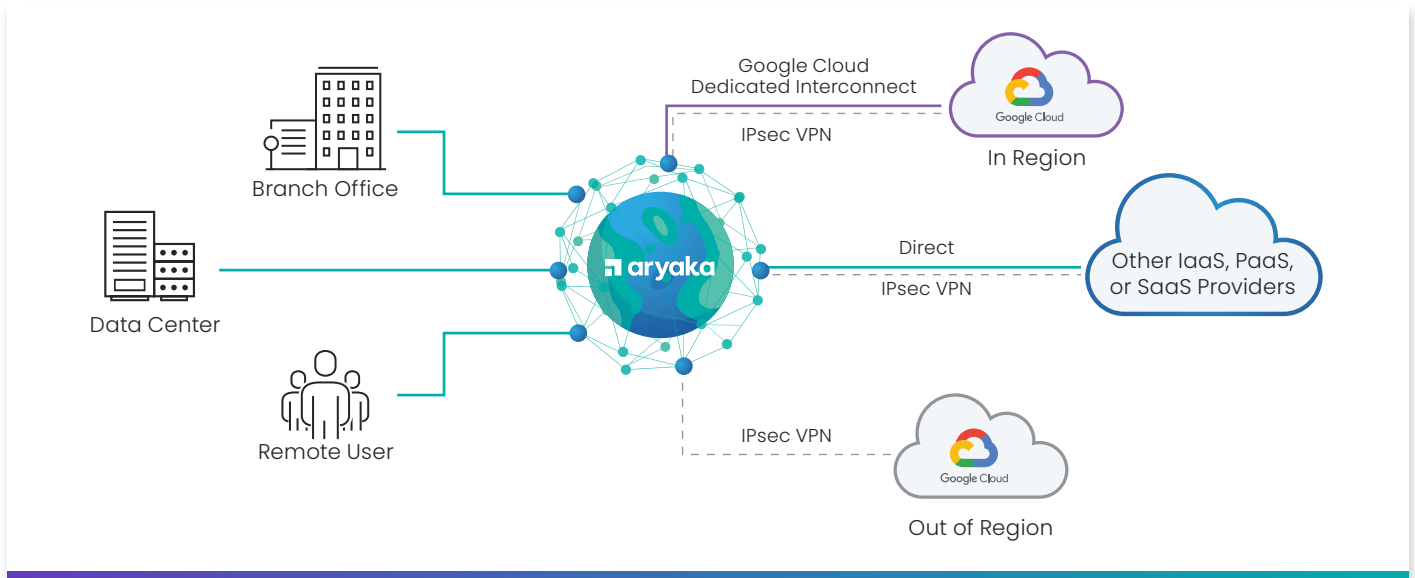 Google Cloud
Dedicated Interconnect
IPsec VPN
Google Cloud
In Region
Branch Office
Data Center
Remote User
aryaka
Direct
IPsec VPN
Other IaaS, PaaS,
or SaaS Providers
IPsec VPN
Google Cloud
Out of Region